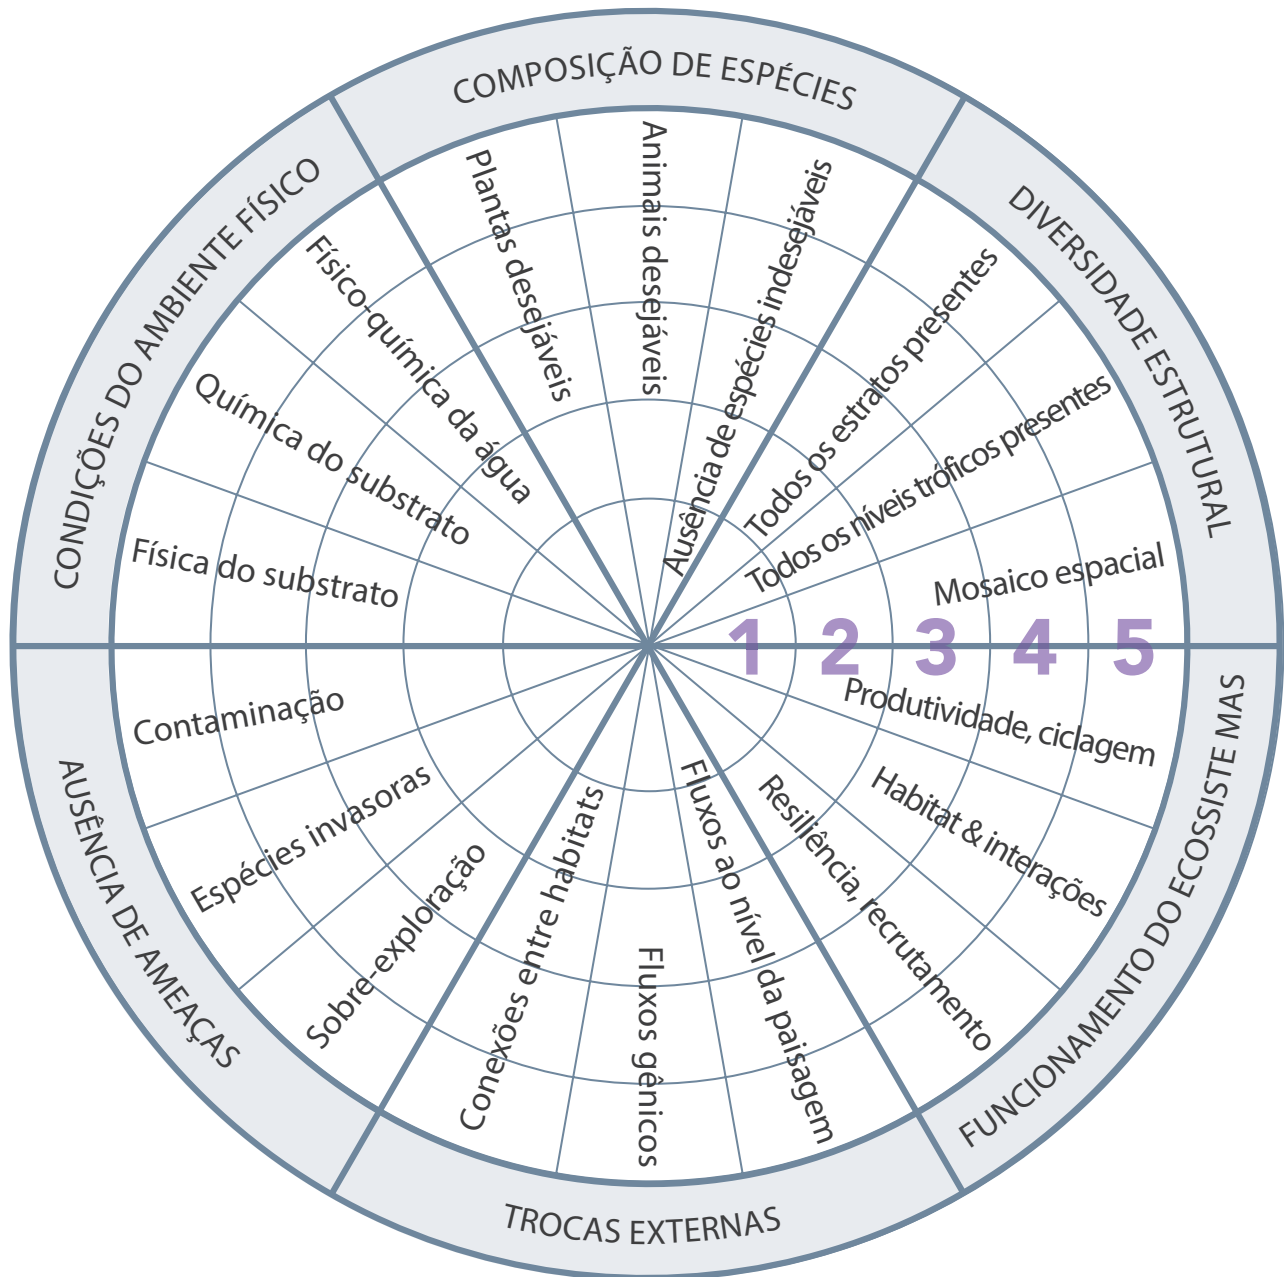 COMPOSIÇÃO DE ESPÉCIES
Plantas desejáveis
Animais desejáveis
Ausência de espécies indesejáveis
DIVERSIDADE ESTRUTURAL
Todos os estratos presentes
Todos os níveis tróficos presentes
Mosaico espacial
1 2 3 4 5
FUNCIONAMENTO DO ECOSSISTE MAS
Produtividade, ciclagem
Habitat & interações
Resiliência, recrutamento
TROCAS EXTERNAS
Fluxos ao nível da paisagem
Fluxos gênicos
Conexões entre habitats
AUSÊNCIA DE AMEAÇAS
Sobre-exploração
Espécies invasoras
Contaminação
CONDIÇÕES DO AMBIENTE FÍSICO
Física do substrato
Química do substrato
Físico-química da água